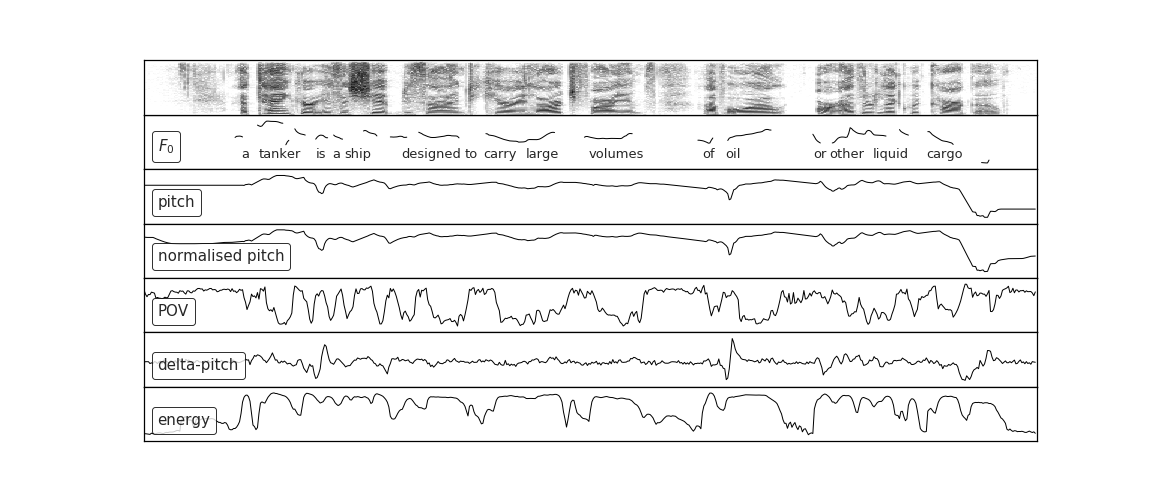 F₀
a tanker is a ship designed to carry large volumes of oil or other liquid cargo
pitch
normalised pitch
POV
delta-pitch
energy